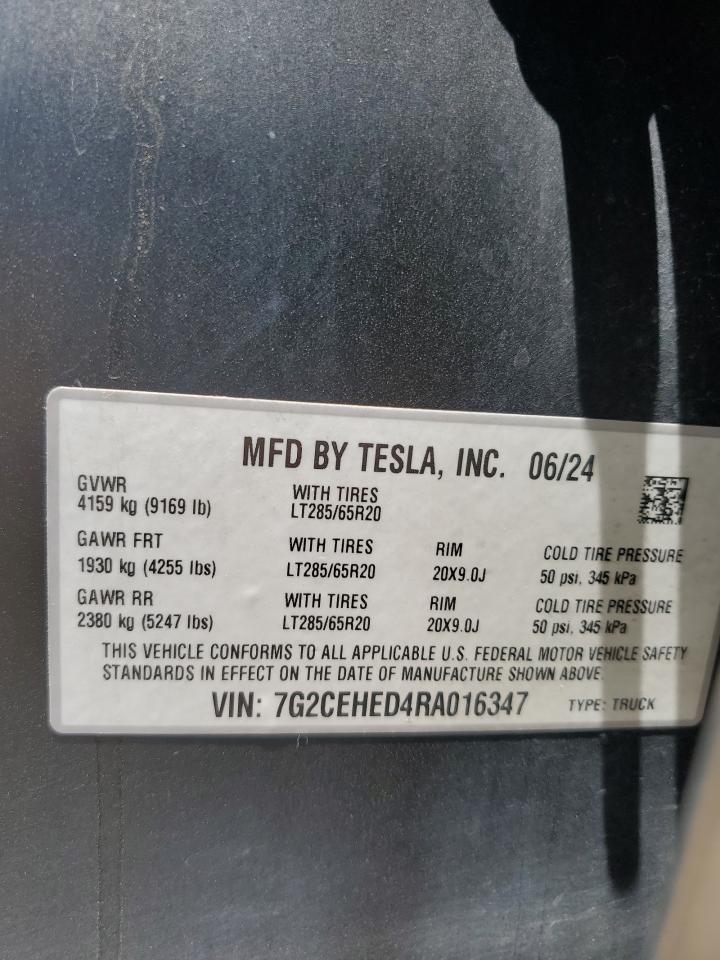 MFD BY TESLA, INC. 06/24
GVWR
4159 kg (9169 lb)
WITH TIRES
LT285/65R20
GAWR FRT
1930 kg (4255 lbs)
WITH TIRES
LT285/65R20
RIM
20X9.0J
COLD TIRE PRESSURE
50 psi, 345 kPa
GAWR RR
2380 kg (5247 lbs)
WITH TIRES
LT285/65R20
RIM
20X9.0J
COLD TIRE PRESSURE
50 psi, 345 kPa
THIS VEHICLE CONFORMS TO ALL APPLICABLE U.S. FEDERAL MOTOR VEHICLE SAFETY
STANDARDS IN EFFECT ON THE DATE OF MANUFACTURE SHOWN ABOVE.
VIN: 7G2CEHED4RA016347 TYPE: TRUCK